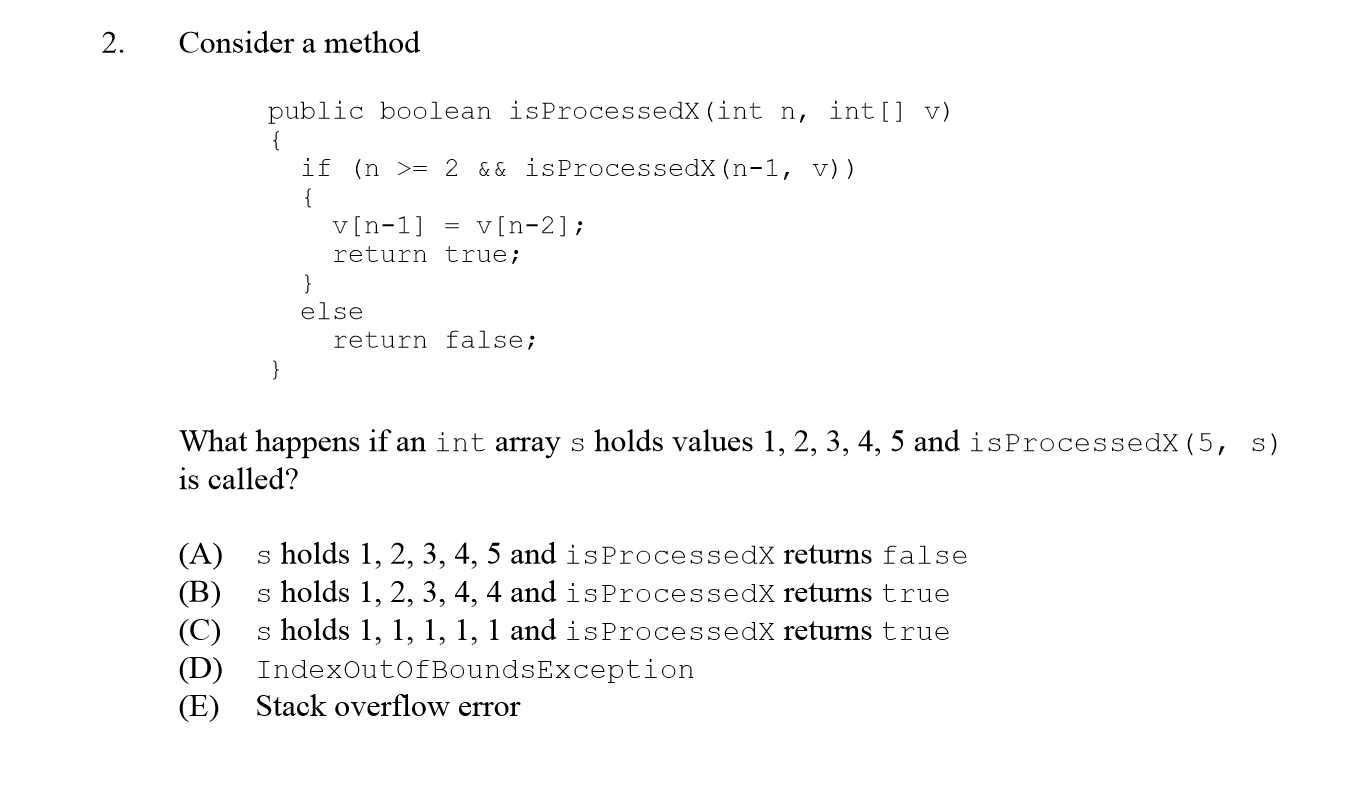 2. Consider a method
public boolean isProcessedX(int n, int[] v)
{
if (n >= 2 && isProcessedX(n-1, v))
{
v[n-1] = v[n-2];
return true;
}
else
return false;
}
What happens if an int array s holds values 1, 2, 3, 4, 5 and isProcessedX(5, s)
is called?
(A) s holds 1, 2, 3, 4, 5 and isProcessedX returns false
(B) s holds 1, 2, 3, 4, 4 and isProcessedX returns true
(C) s holds 1, 1, 1, 1, 1 and isProcessedX returns true
(D) IndexOutOfBoundsException
(E) Stack overflow error